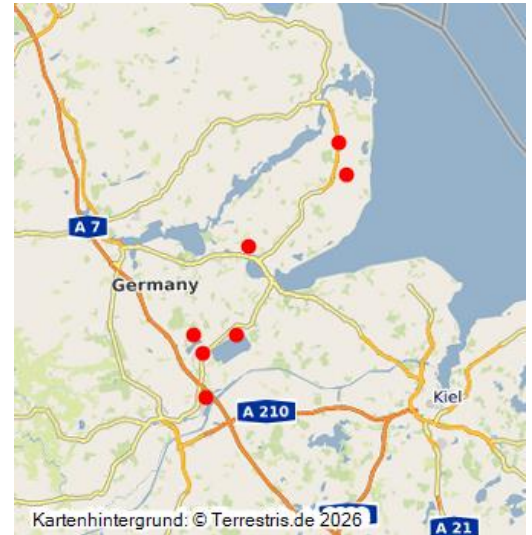 A 7
Germany
Kiel
A 210
Kartenhintergrund: © Terrestris.de 2026
A 21